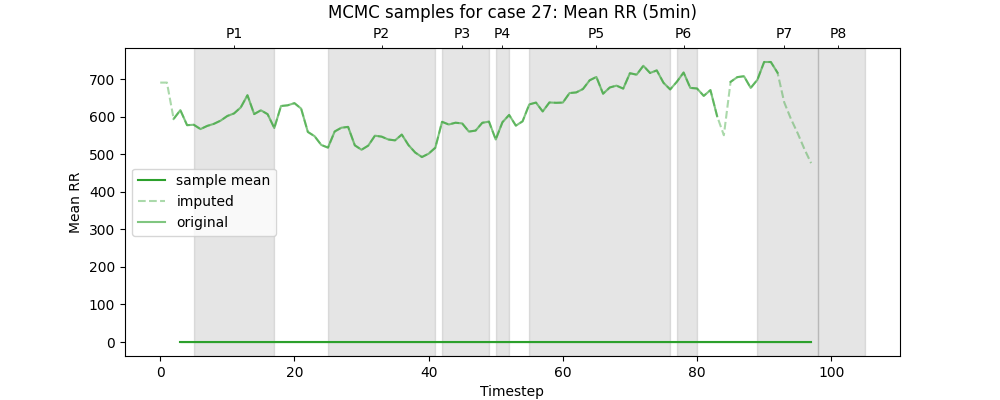 MCMC samples for case 27: Mean RR (5min)
P1 P2 P3 P4 P5 P6 P7 P8
700
600
500
400
300
200
100
0
Mean RR
sample mean
imputed
original
0 20 40 60 80 100
Timestep